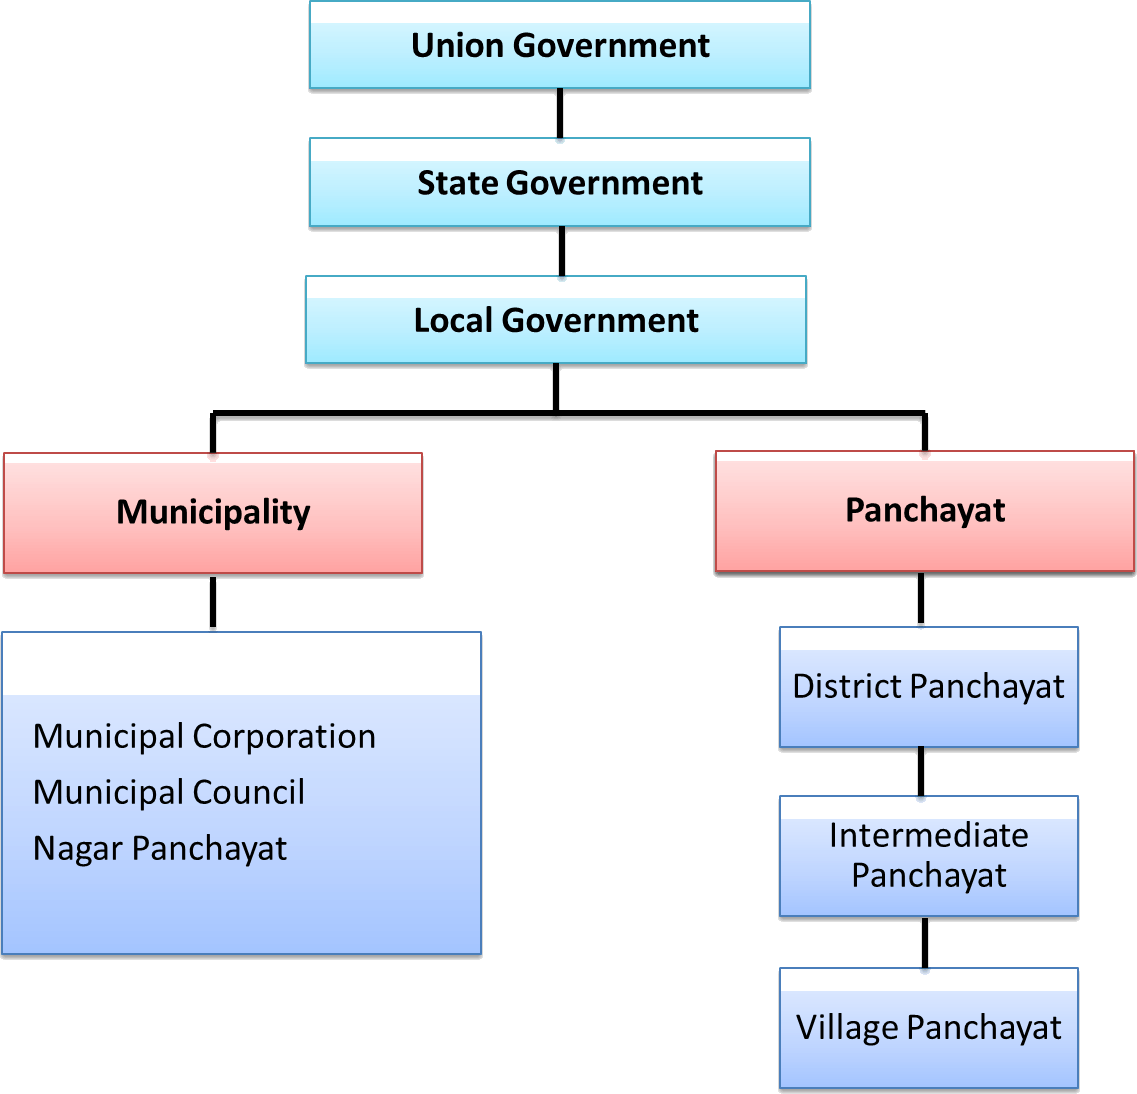 Union Government
State Government
Local Government
Municipality
Panchayat
Municipal Corporation
Municipal Council
Nagar Panchayat
District Panchayat
Intermediate
Panchayat
Village Panchayat